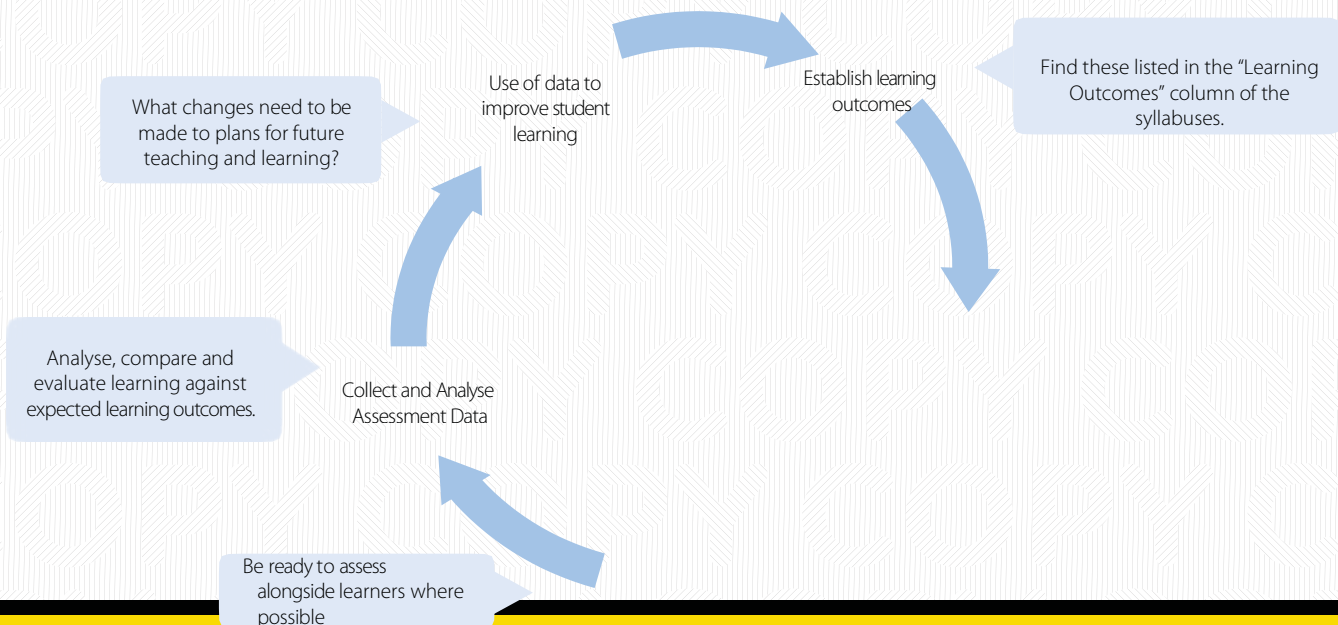 Use of data to
improve student
learning
Establish learning
outcomes
Find these listed in the “Learning
Outcomes” column of the
syllabuses.
What changes need to be
made to plans for future
teaching and learning?
Analyse, compare and
evaluate learning against
expected learning outcomes.
Collect and Analyse
Assessment Data
Be ready to assess
alongside learners where
possible